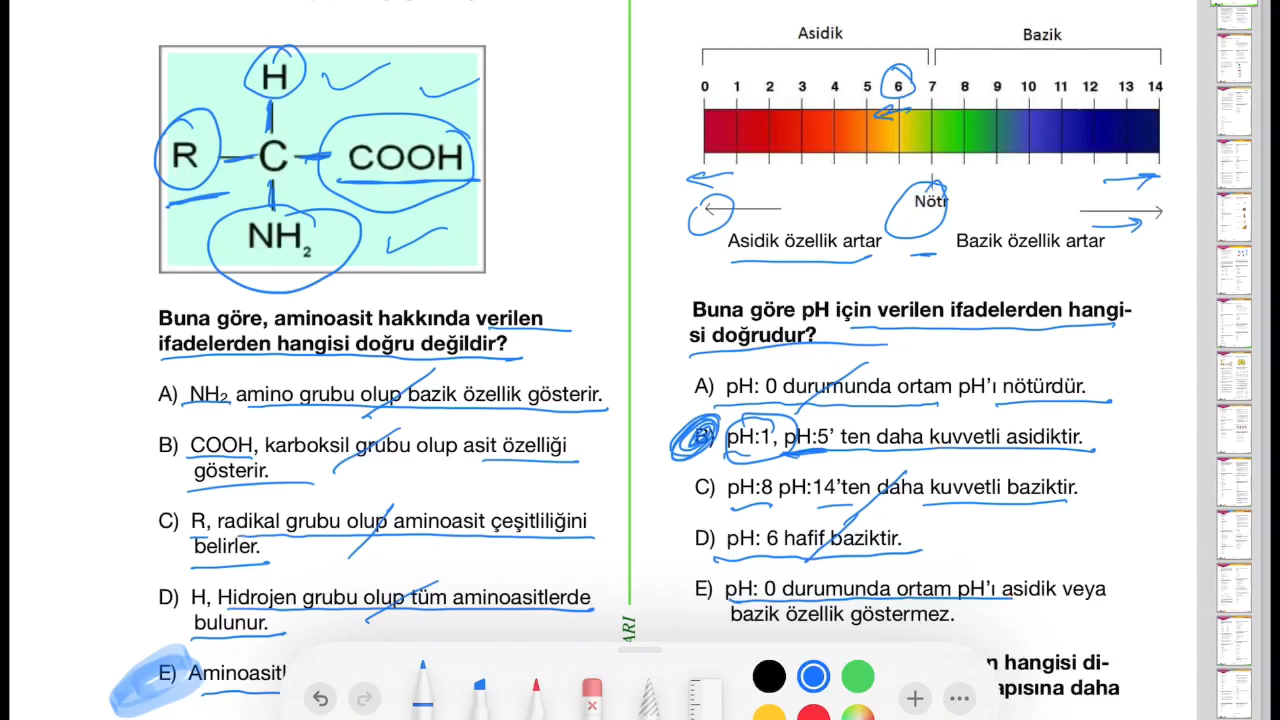 H
R C COOH
NH₂
Buna göre, aminoasit hakkında verilen
ifadelerden hangisi doğru değildir?
A) NH₂, amino grubu olup bazik özellik gösterir.
B) COOH, karboksil grubu olup asit özelliği
gösterir.
C) R, radikal grubu olup aminoasit çeşitliliğini
belirler.
D) H, Hidrojen grubu olup tüm aminoasitlerde
bulunur.
E)
Asidik Bazik
0 1 2 3 4 5 6 7 8 9 10 11 12 13 14
Nötr
Asidik özellik artar Bazik özellik artar
Buna göre pH için verilen ifadelerden hangi-
si doğrudur?
A) pH: 0 durumunda ortam pH’ı nötürdür.
B) pH:1, pH:5’ ten daha kuvvetli asidiktir.
C) pH:8 pH:14’ten daha kuvvetli baziktir.
D) pH: 6 hafif baziktir.
E) pH: 0 durumunda ortam pH’ı asidik veya
bazik özellik göstermez.
hangisi di-
apısına daha